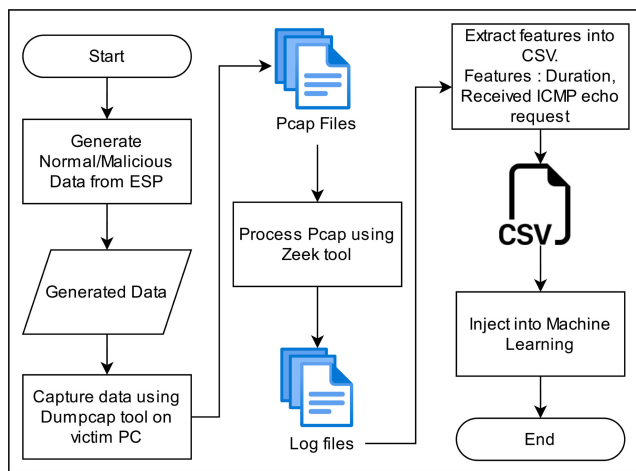 Start
Generate
Normal/Malicious
Data from ESP
Generated Data
Capture data using
Dumpcap tool on
victim PC
Pcap Files
Process Pcap using
Zeek tool
Log files
Extract features into
CSV.
Features : Duration,
Received ICMP echo
request
CSV
Inject into Machine
Learning
End